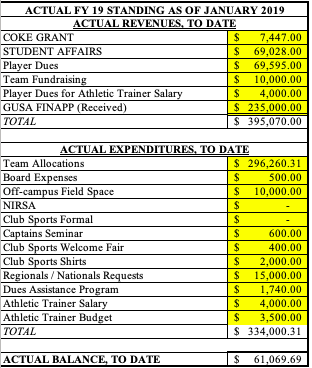 ACTUAL FY 19 STANDING AS OF JANUARY 2019
ACTUAL REVENUES, TO DATE
COKE GRANT $ 7,447.00
STUDENT AFFAIRS $ 69,028.00
Player Dues $ 69,595.00
Team Fundraising $ 10,000.00
Player Dues for Athletic Trainer Salary $ 4,000.00
GUSA FINAPP (Received) $ 235,000.00
TOTAL $ 395,070.00
ACTUAL EXPENDITURES, TO DATE
Team Allocations $ 296,260.31
Board Expenses $ 500.00
Off-campus Field Space $ 10,000.00
NIRSA $ -
Club Sports Formal $ -
Captains Seminar $ 600.00
Club Sports Welcome Fair $ 400.00
Club Sports Shirts $ 2,000.00
Regionals / Nationals Requests $ 15,000.00
Dues Assistance Program $ 1,740.00
Athletic Trainer Salary $ 4,000.00
Athletic Trainer Budget $ 3,500.00
TOTAL $ 334,000.31
ACTUAL BALANCE, TO DATE $ 61,069.69